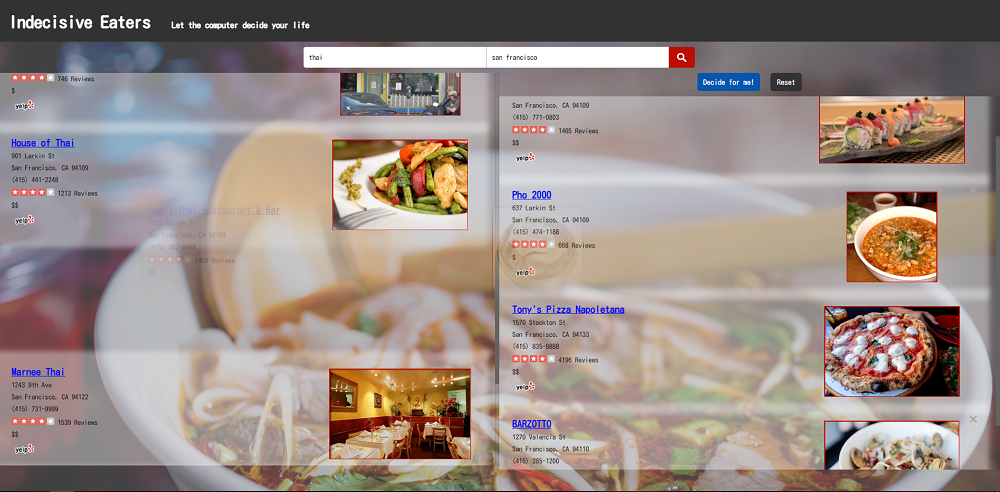 Indecisive Eaters
Let the computer decide your life
thai
san francisco
Decide for me!
Reset
746 Reviews
$
yelp
House of Thai
901 Larkin St
San Francisco, CA 94109
(415) 441-2248
1213 Reviews
$$
yelp
Thai Restaurant & Bar
San Francisco, CA 94103
1403 Reviews
$$
Marnee Thai
1243 9th Ave
San Francisco, CA 94122
(415) 731-9999
1539 Reviews
$$
yelp
San Francisco, CA 94109
(415) 771-0803
1465 Reviews
$$
yelp
Pho 2000
637 Larkin St
San Francisco, CA 94109
(415) 474-1188
668 Reviews
$
yelp
Tony's Pizza Napoletana
1570 Stockton St
San Francisco, CA 94133
(415) 835-9888
4196 Reviews
$$
yelp
BARZOTTO
1270 Valencia St
San Francisco, CA 94110
(415) 285-1200